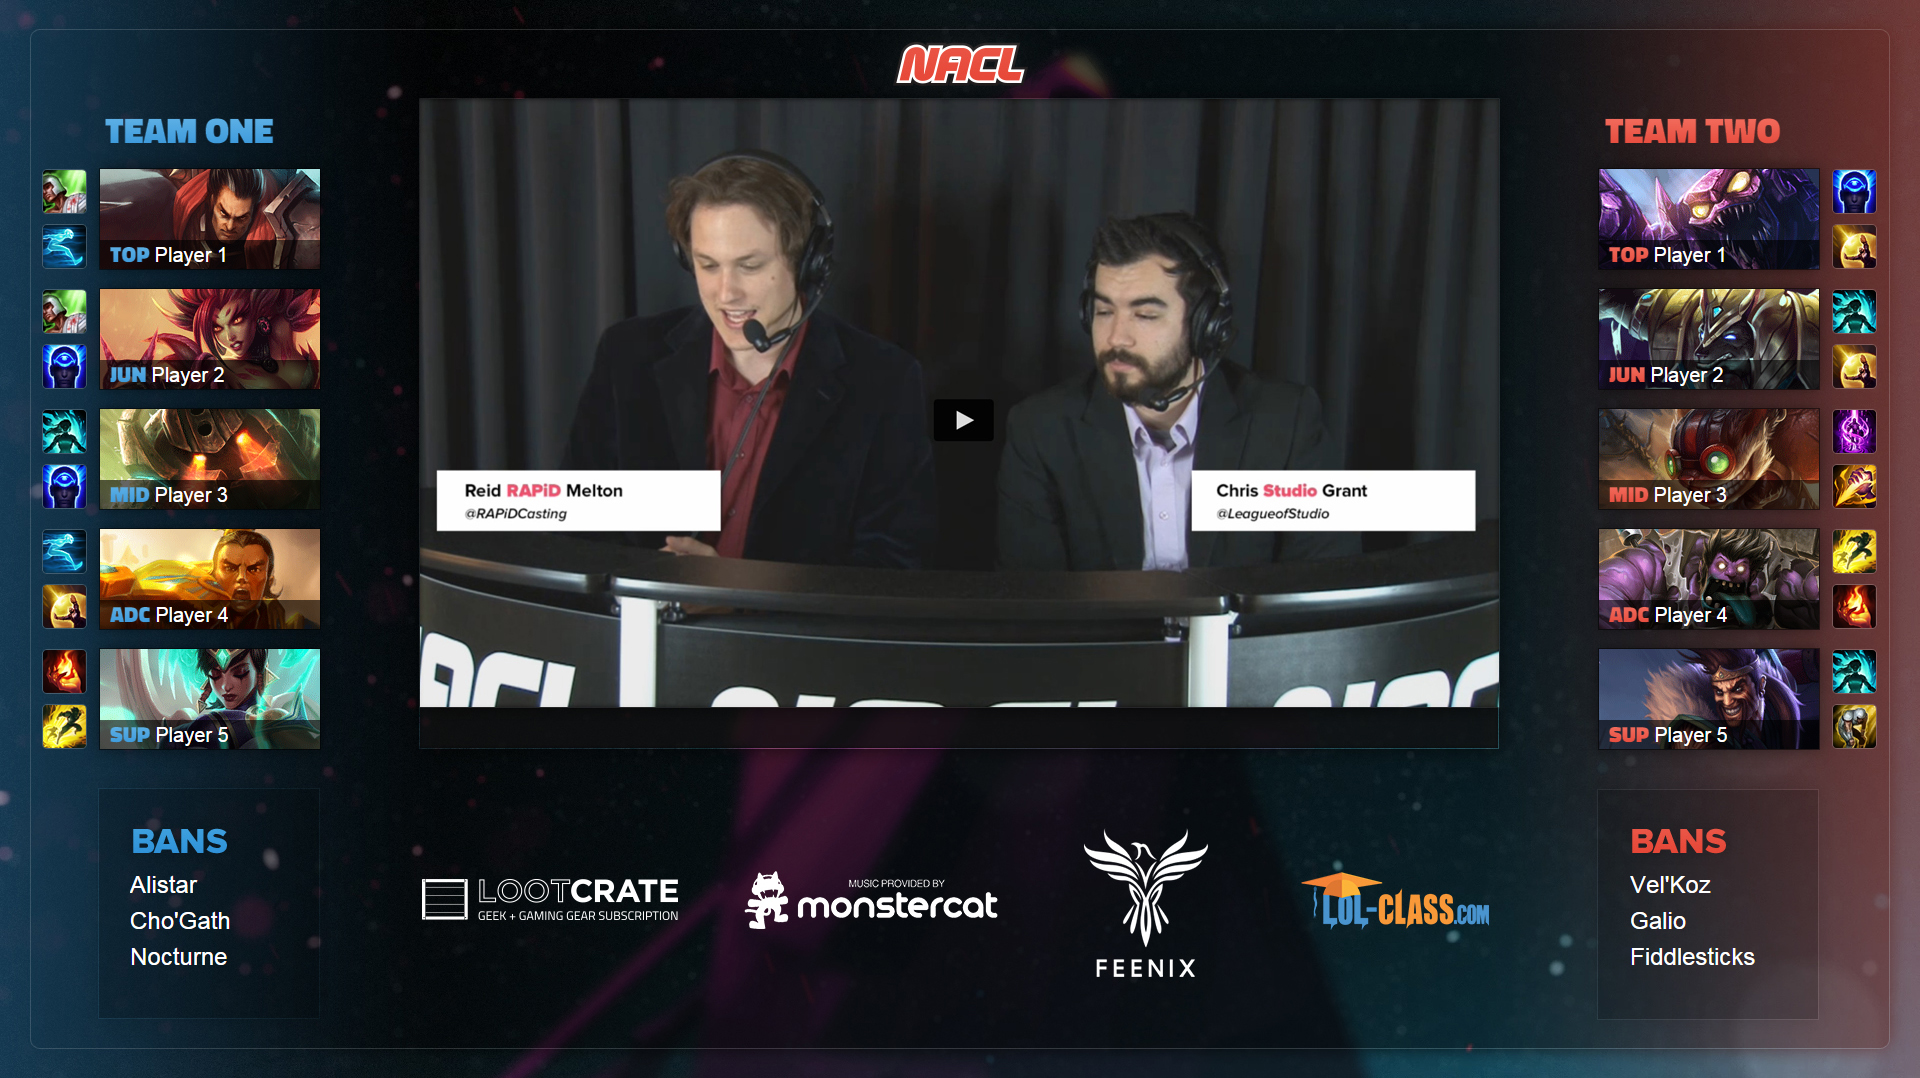 NACL
TEAM ONE
TOP Player 1
JUN Player 2
MID Player 3
ADC Player 4
SUP Player 5
BANS
Alistar
Cho'Gath
Nocturne
Reid RAPiD Melton
@RAPiDCasting
Chris Studio Grant
@LeagueofStudio
NACL
NACL
NACL
LOOTCRATE
GEEK + GAMING GEAR SUBSCRIPTION
MUSIC PROVIDED BY
monstercat
FEENIX
LOL-CLASS.COM
TEAM TWO
TOP Player 1
JUN Player 2
MID Player 3
ADC Player 4
SUP Player 5
BANS
Vel'Koz
Galio
Fiddlesticks